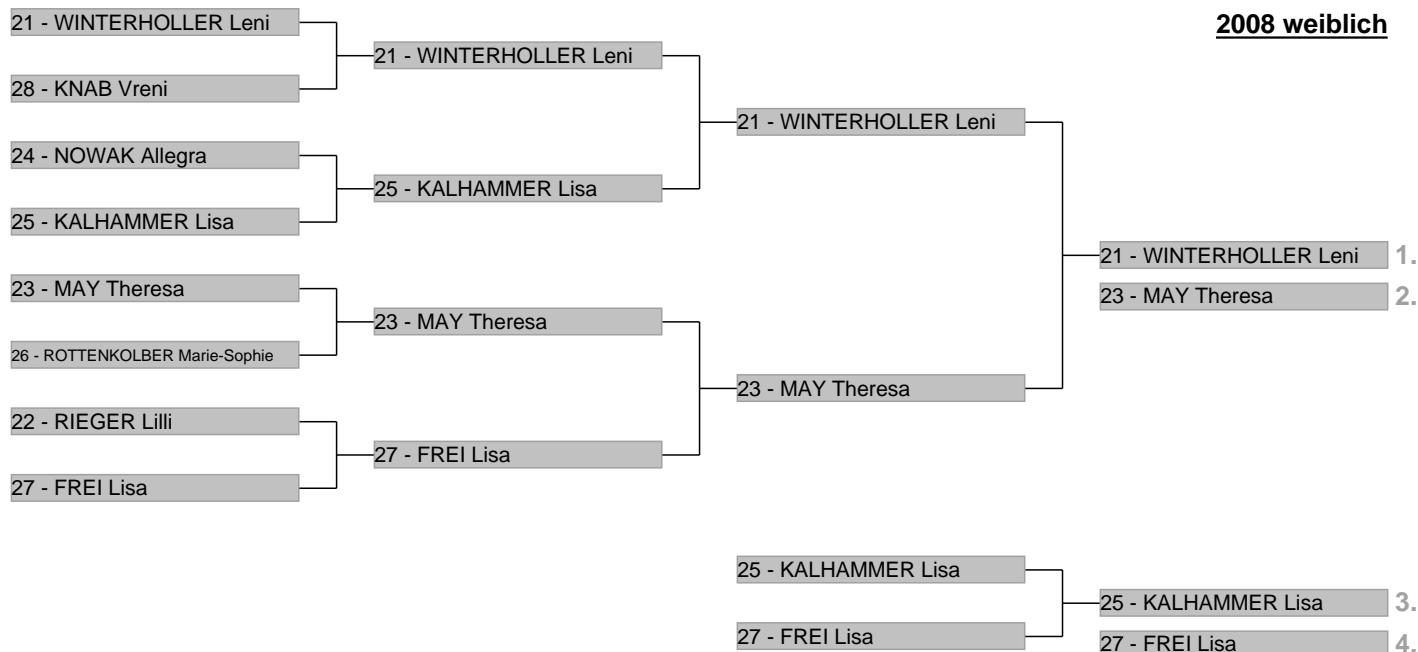 2008 weiblich
21 - WINTERHOLLER Leni
28 - KNAB Vreni
24 - NOWAK Allegra
25 - KALHAMMER Lisa
23 - MAY Theresa
26 - ROTTENKOLBER Marie-Sophie
22 - RIEGER Lilli
27 - FREI Lisa
21 - WINTERHOLLER Leni
25 - KALHAMMER Lisa
23 - MAY Theresa
27 - FREI Lisa
21 - WINTERHOLLER Leni
23 - MAY Theresa
21 - WINTERHOLLER Leni 1.
23 - MAY Theresa 2.
25 - KALHAMMER Lisa
27 - FREI Lisa
25 - KALHAMMER Lisa 3.
27 - FREI Lisa 4.